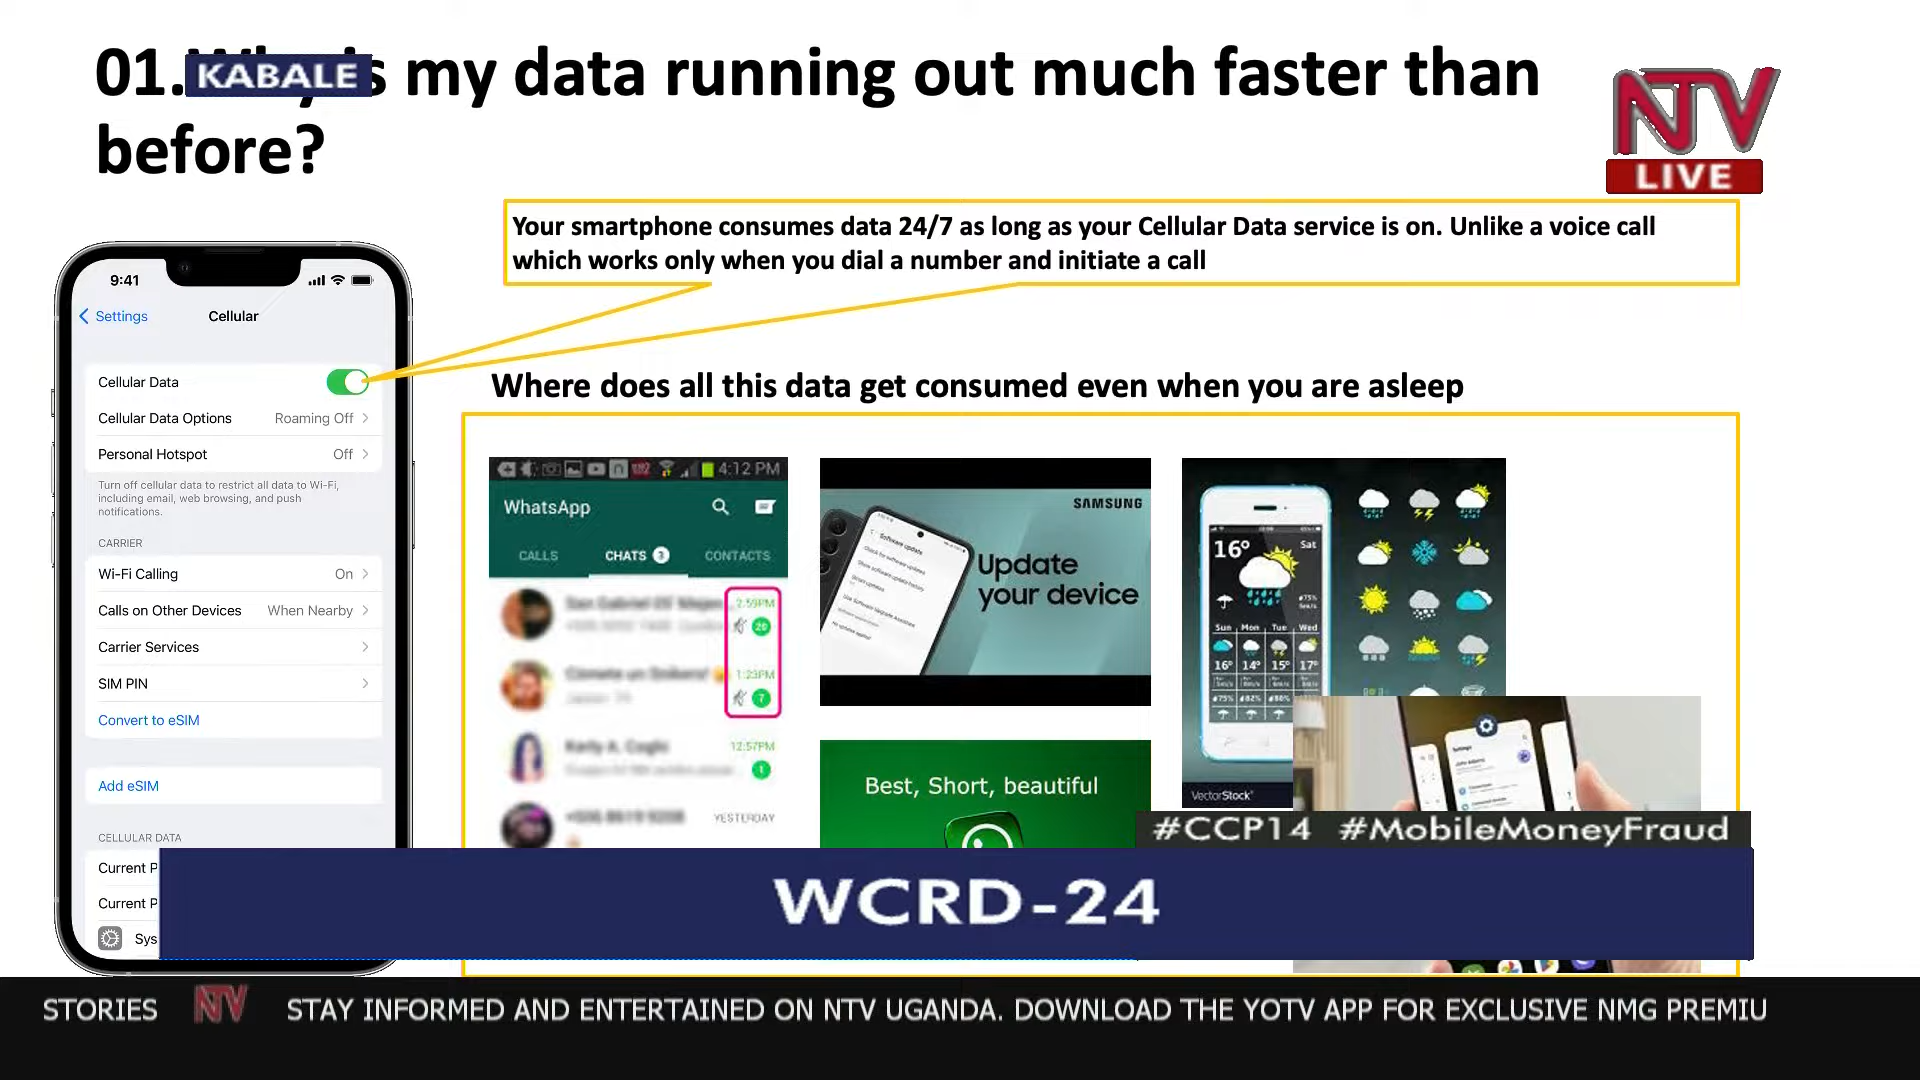 01. KABALE s my data running out much faster than
before?
NTV
LIVE
Your smartphone consumes data 24/7 as long as your Cellular Data service is on. Unlike a voice call
which works only when you dial a number and initiate a call
9:41
Settings Cellular
Cellular Data
Cellular Data Options Roaming Off
Personal Hotspot Off
Turn off cellular data to restrict all data to Wi-Fi,
including email, web browsing, and push
notifications.
CARRIER
Wi-Fi Calling On
Calls on Other Devices When Nearby
Carrier Services
SIM PIN
Convert to eSIM
Add eSIM
CELLULAR DATA
Current P
Current P
Sys
Where does all this data get consumed even when you are asleep
4:12 PM
WhatsApp
CALLS CHATS 3 CONTACTS
2:59PM
20
1:23PM
7
12:57PM
1
YESTERDAY
SAMSUNG
Software update
Update
your device
Best, Short, beautiful
16° Sat
Sun Mon Tue Wed
16° 14° 15° 17°
VectorStock
Settings
#CCP14 #MobileMoneyFraud
WCRD-24
STORIES NTV STAY INFORMED AND ENTERTAINED ON NTV UGANDA. DOWNLOAD THE YOTV APP FOR EXCLUSIVE NMG PREMIU